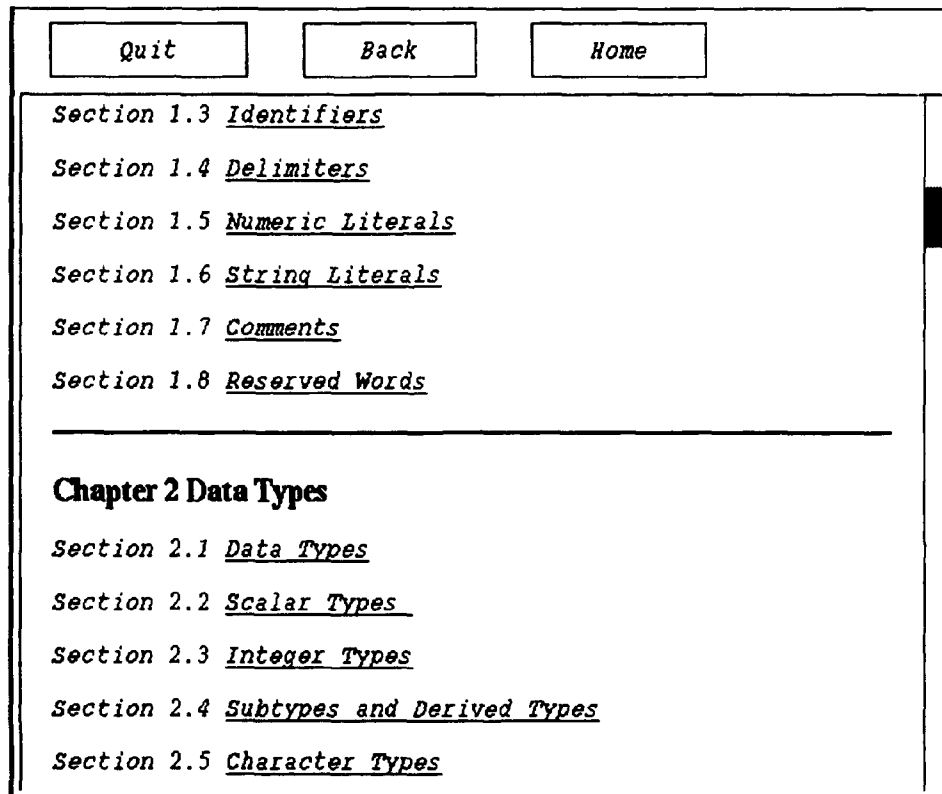 Quit Back Home
Section 1.3 Identifiers
Section 1.4 Delimiters
Section 1.5 Numeric Literals
Section 1.6 String Literals
Section 1.7 Comments
Section 1.8 Reserved Words
Chapter 2 Data Types
Section 2.1 Data Types
Section 2.2 Scalar Types
Section 2.3 Integer Types
Section 2.4 Subtypes and Derived Types
Section 2.5 Character Types